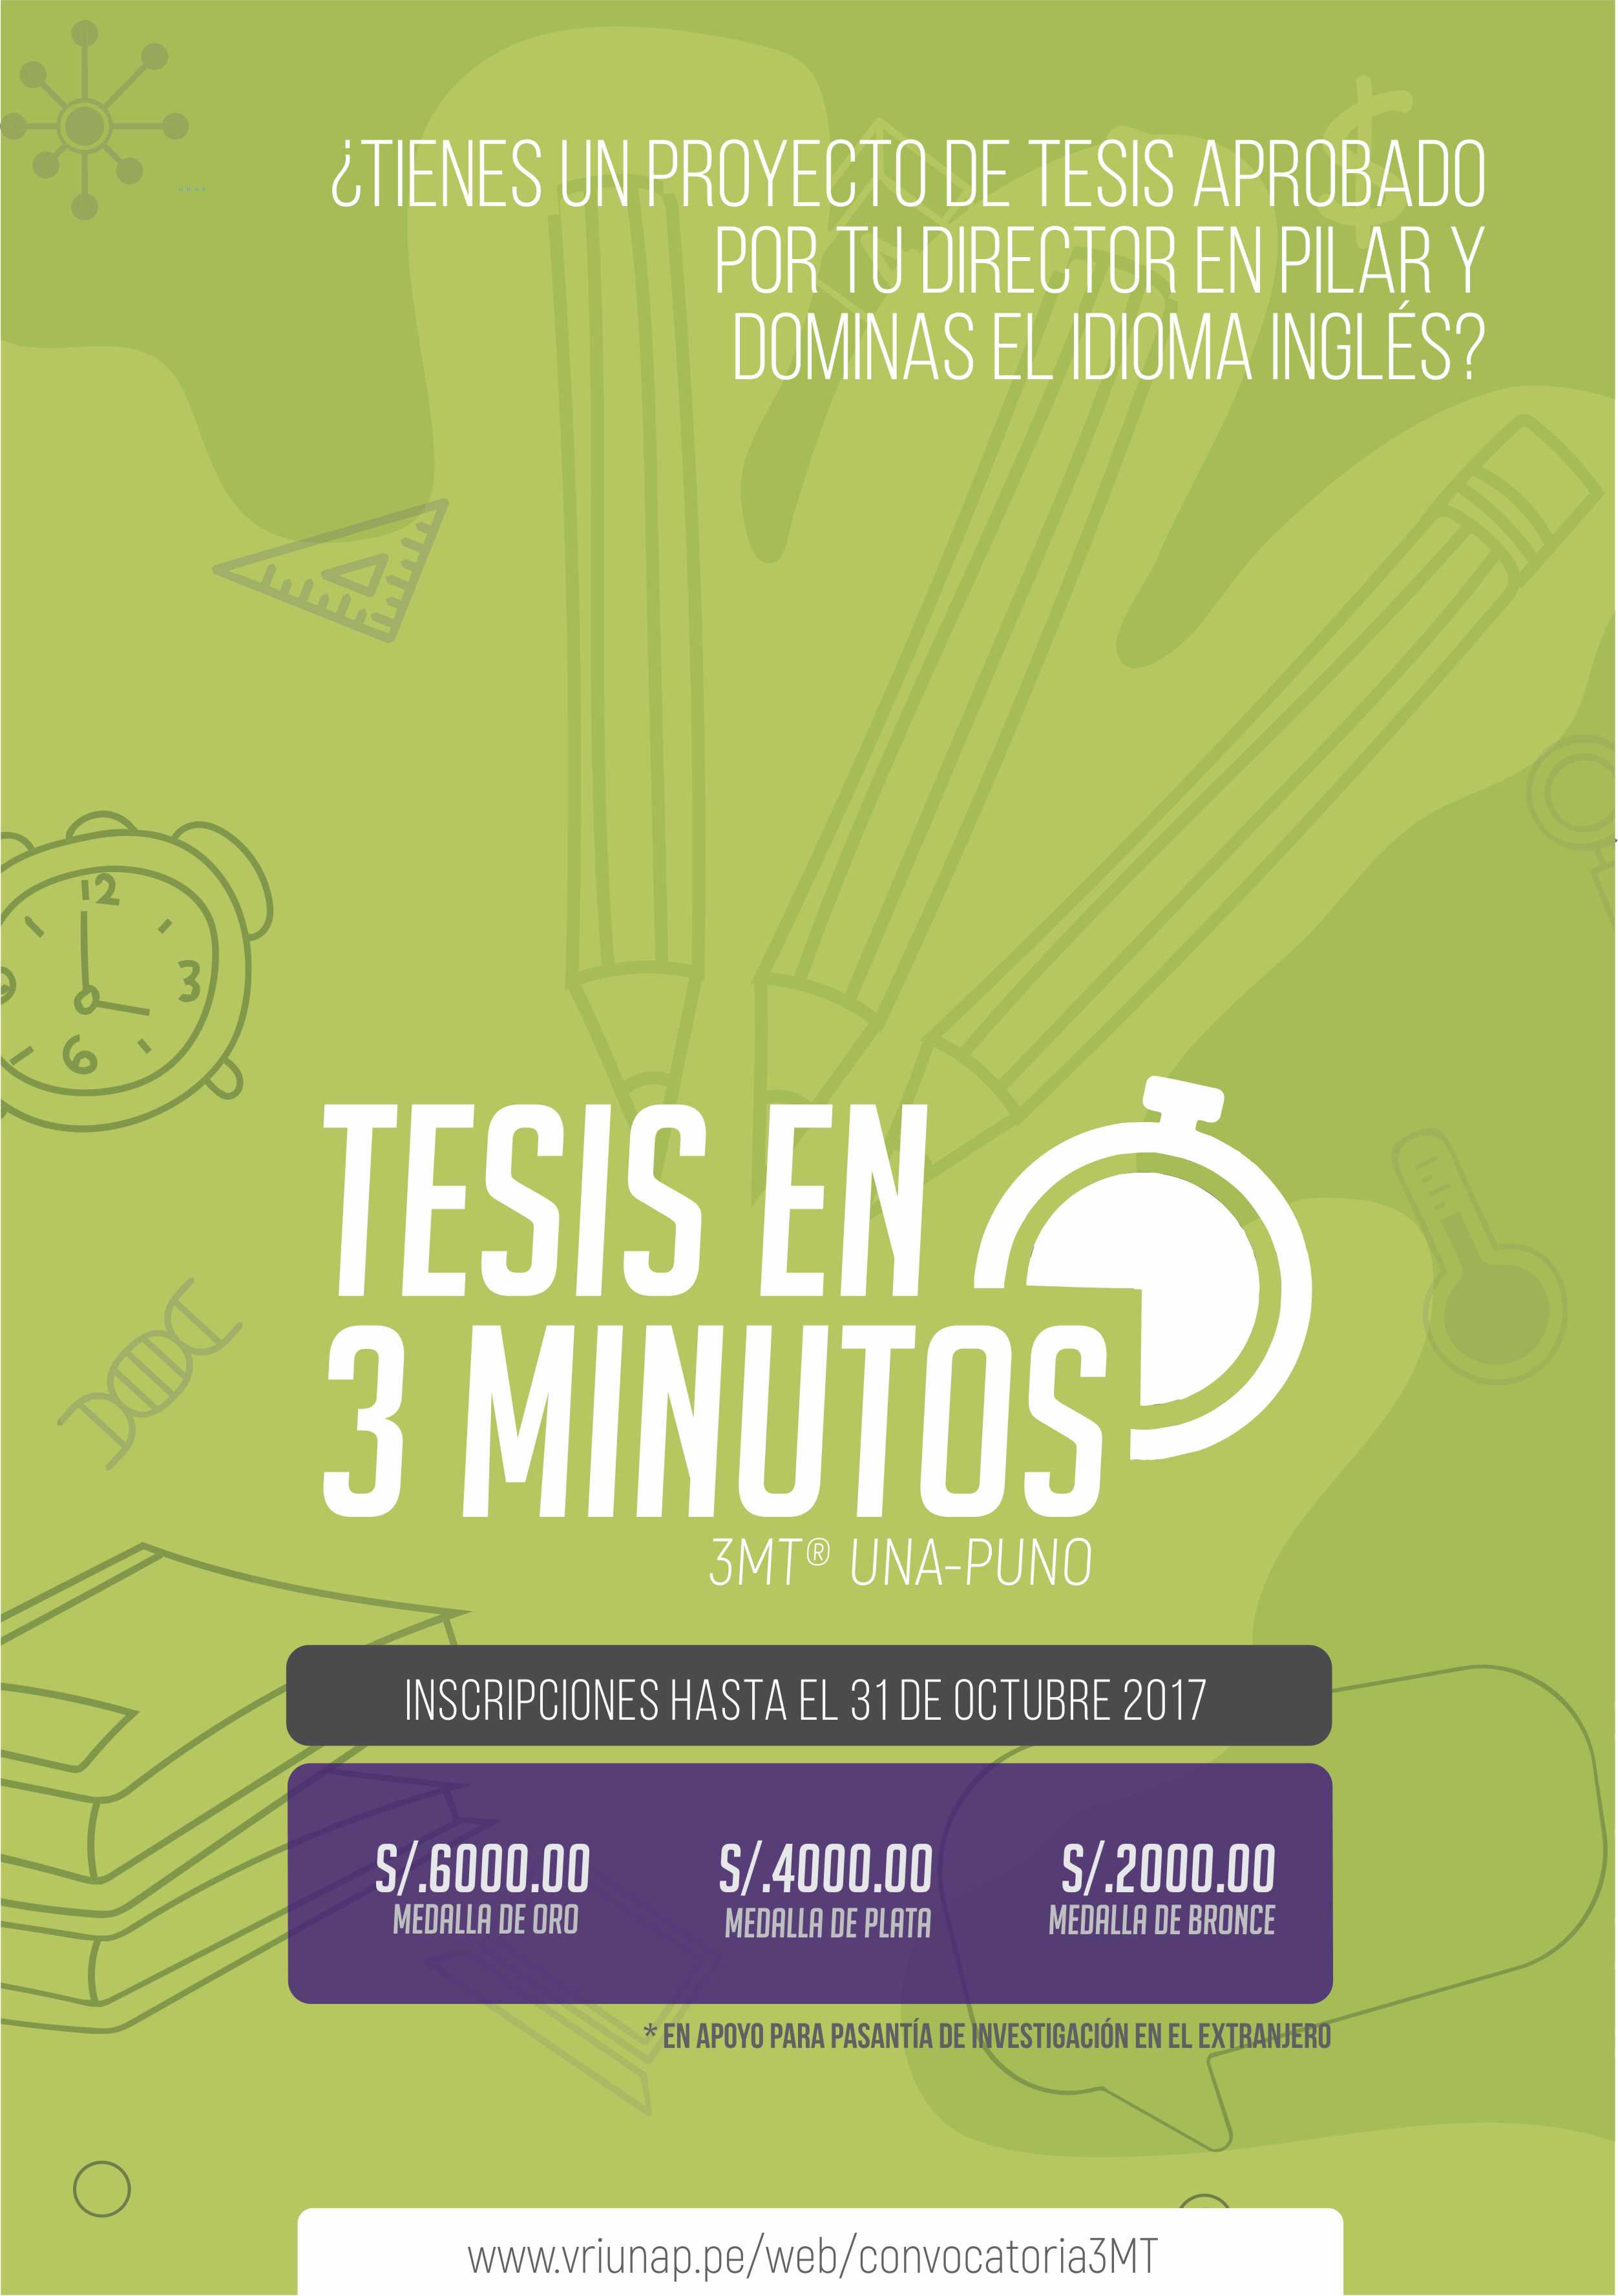 ¿TIENES UN PROYECTO DE TESIS APROBADO
POR TU DIRECTOR EN PILAR Y
DOMINAS EL IDIOMA INGLÉS?
12
3
6
TESIS EN
3 MINUTOS
3MT® UNA-PUNO
INSCRIPCIONES HASTA EL 31 DE OCTUBRE 2017
S/.6000.00 S/.4000.00 S/.2000.00
MEDALLA DE ORO MEDALLA DE PLATA MEDALLA DE BRONCE
* EN APOYO PARA PASANTÍA DE INVESTIGACIÓN EN EL EXTRANJERO
www.vriunap.pe/web/convocatoria3MT